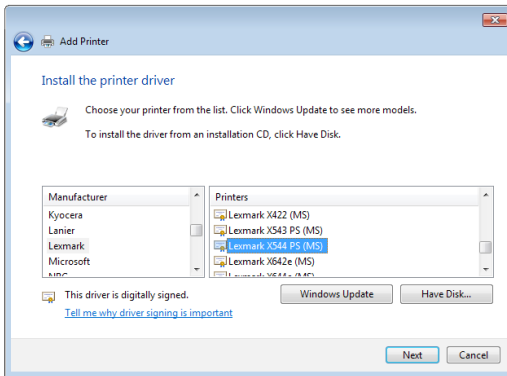 Add Printer
Install the printer driver
Choose your printer from the list. Click Windows Update to see more models.
To install the driver from an installation CD, click Have Disk.
Manufacturer
Kyocera
Lanier
Lexmark
Microsoft
Printers
Lexmark X422 (MS)
Lexmark X543 PS (MS)
Lexmark X544 PS (MS)
Lexmark X642e (MS)
This driver is digitally signed.
Tell me why driver signing is important
Windows Update
Have Disk...
Next
Cancel